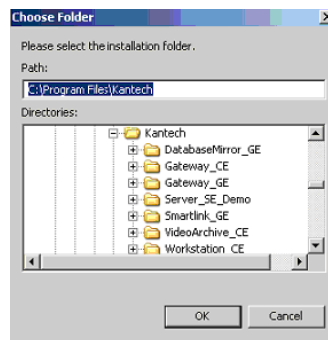 Choose Folder
Please select the installation folder.
Path:
C:\Program Files\Kantech
Directories:
Kantech
DatabaseMirror_GE
Gateway_CE
Gateway_GE
Server_SE_Demo
Smartlink_GE
VideoArchive_CE
Workstation_CE
OK
Cancel